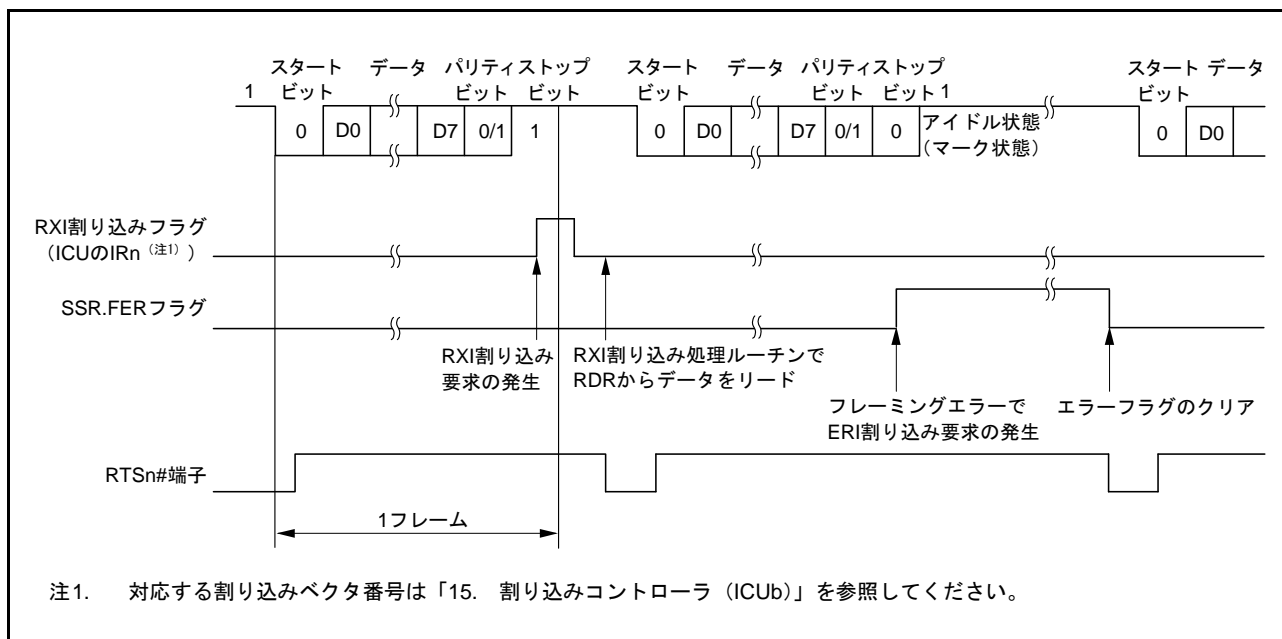 スタート データ パリティストップ スタート データ パリティストップ スタート データ
1 ビット ビット ビット ビット ビット ビット 1 ビット
0 D0 D7 0/1 1 0 D0 D7 0/1 0 アイドル状態 0 D0
（マーク状態）
RXI割り込みフラグ
（ICUのIRn（注1））
SSR.FERフラグ
RXI割り込み
要求の発生
RXI割り込み処理ルーチンで
RDRからデータをリード
フレーミングエラーで
ERI割り込み要求の発生
エラーフラグのクリア
RTSn#端子
1フレーム
注1. 対応する割り込みベクタ番号は「15. 割り込みコントローラ（ICUb）」を参照してください。